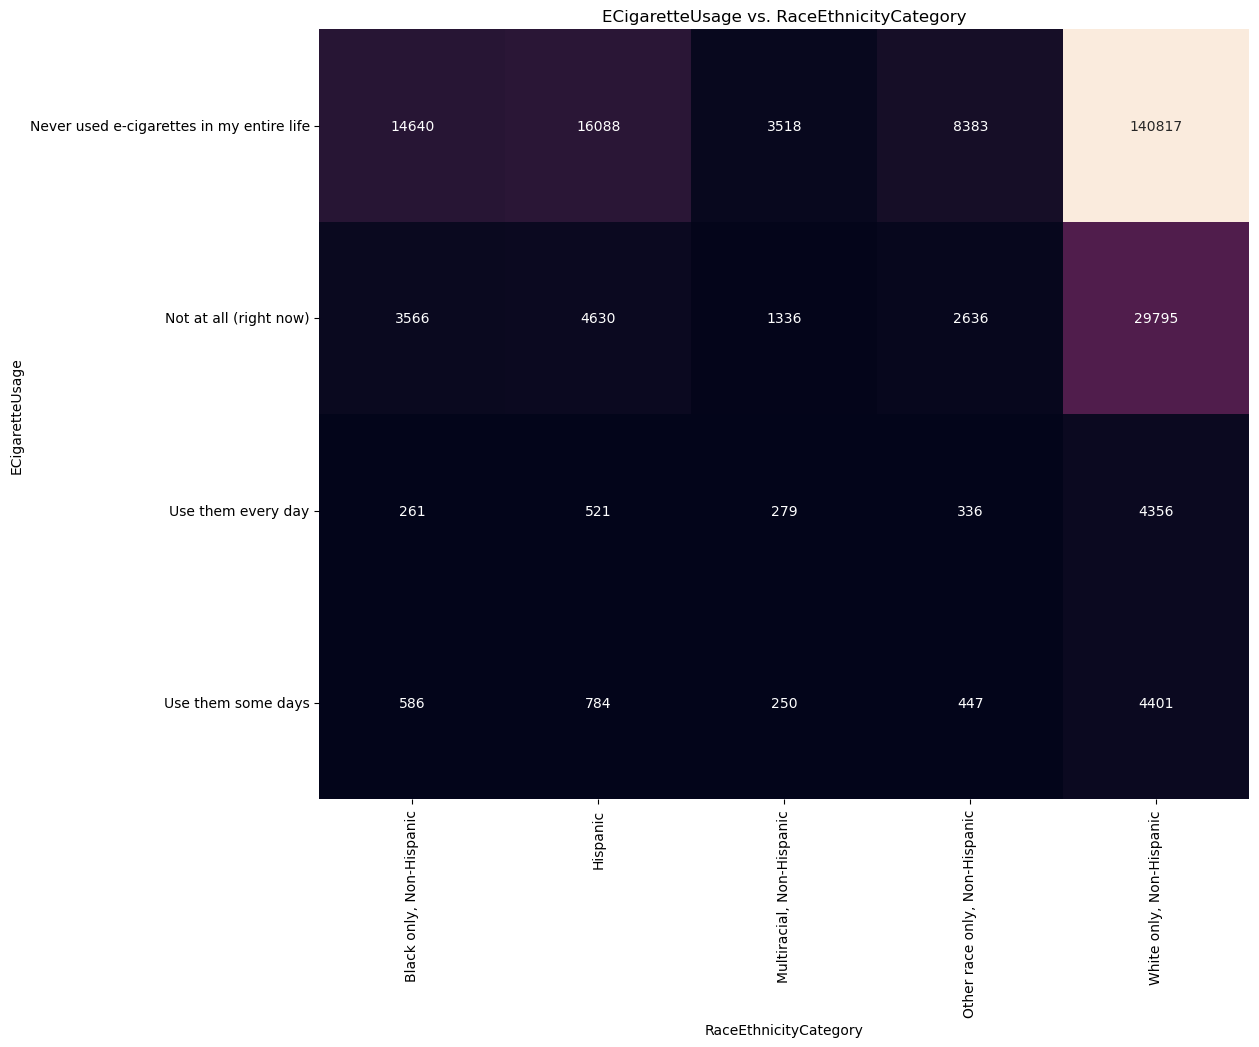 ECigaretteUsage vs. RaceEthnicityCategory
Never used e-cigarettes in my entire life
14640
16088
3518
8383
140817
Not at all (right now)
3566
4630
1336
2636
29795
Use them every day
261
521
279
336
4356
Use them some days
586
784
250
447
4401
ECigaretteUsage
Black only, Non-Hispanic
Hispanic
Multiracial, Non-Hispanic
Other race only, Non-Hispanic
White only, Non-Hispanic
RaceEthnicityCategory